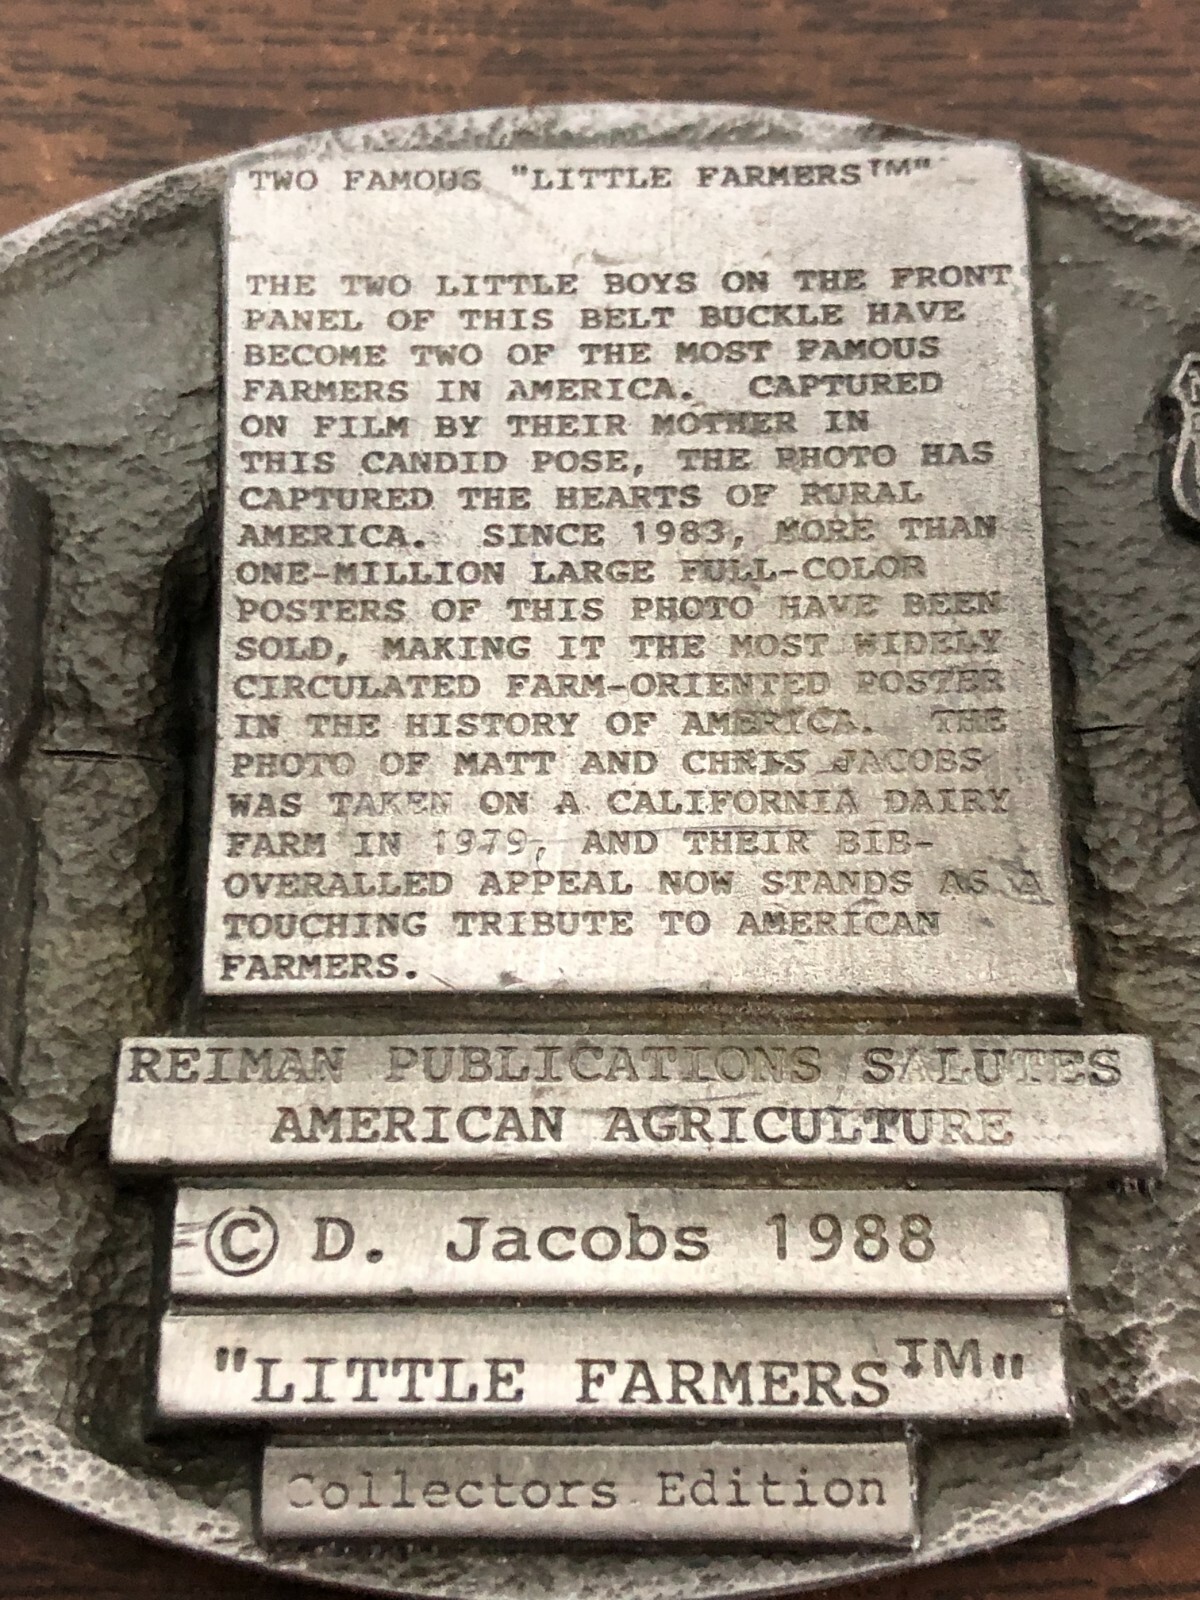 TWO FAMOUS "LITTLE FARMERS™"
THE TWO LITTLE BOYS ON THE FRONT
PANEL OF THIS BELT BUCKLE HAVE
BECOME TWO OF THE MOST FAMOUS
FARMERS IN AMERICA. CAPTURED
ON FILM BY THEIR MOTHER IN
THIS CANDID POSE, THE PHOTO HAS
CAPTURED THE HEARTS OF RURAL
AMERICA. SINCE 1983, MORE THAN
ONE-MILLION LARGE FULL-COLOR
POSTERS OF THIS PHOTO HAVE BEEN
SOLD, MAKING IT THE MOST WIDELY
CIRCULATED FARM-ORIENTED POSTER
IN THE HISTORY OF AMERICA. THE
PHOTO OF MATT AND CHRIS JACOBS
WAS TAKEN ON A CALIFORNIA DAIRY
FARM IN 1979, AND THEIR BIB-
OVERALLED APPEAL NOW STANDS AS A
TOUCHING TRIBUTE TO AMERICAN
FARMERS.
REIMAN PUBLICATIONS SALUTES
AMERICAN AGRICULTURE
© D. Jacobs 1988
"LITTLE FARMERS™"
Collectors Edition